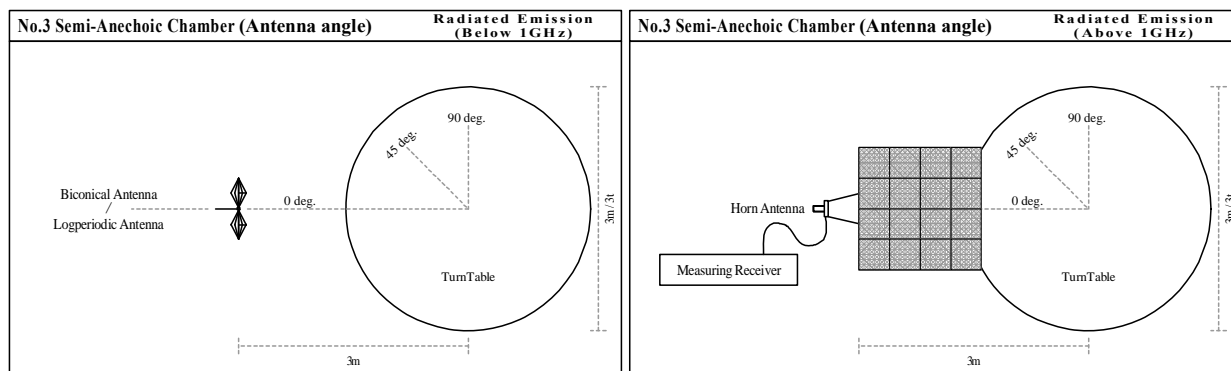 No.3 Semi-Anechoic Chamber (Antenna angle)
Radiated Emission
(Below 1GHz)
90 deg.
45 deg.
0 deg.
Biconical Antenna
/
Logperiodic Antenna
TurnTable
3m / 3t
3m
No.3 Semi-Anechoic Chamber (Antenna angle)
Radiated Emission
(Above 1GHz)
90 deg.
45 deg.
0 deg.
Horn Antenna
Measuring Receiver
TurnTable
3m / 3t
3m